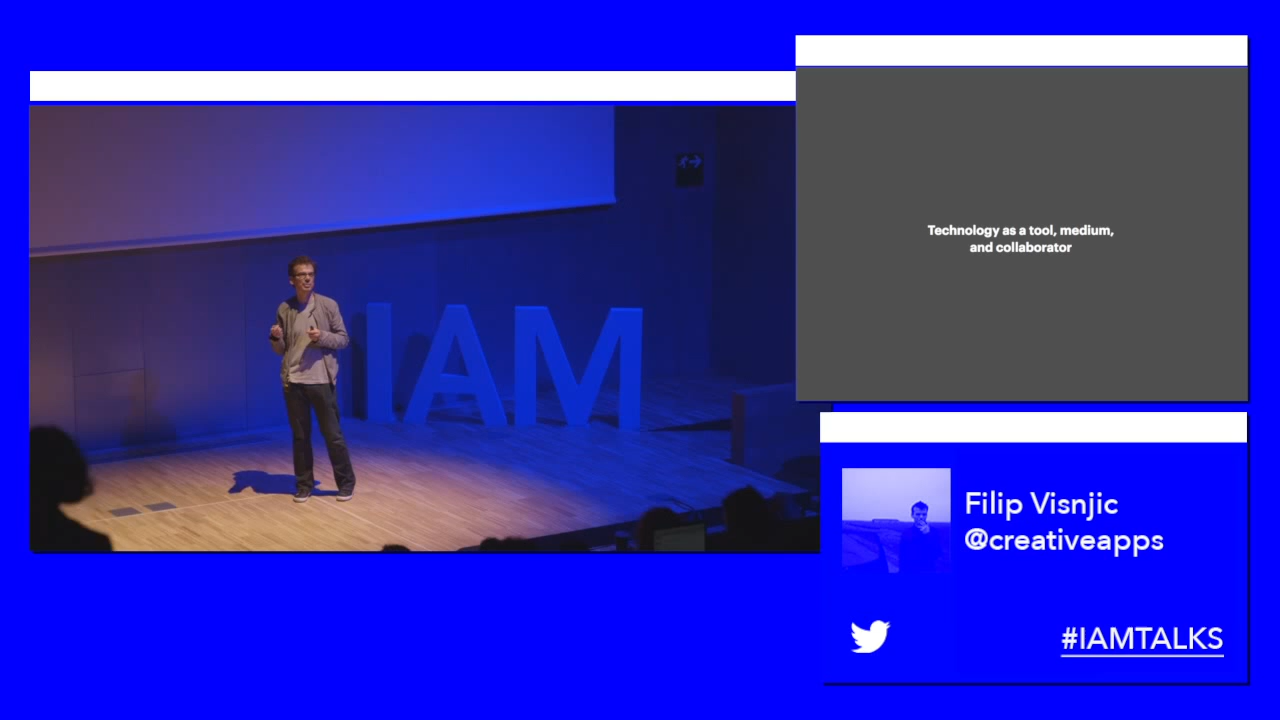 IAM
Technology as a tool, medium,
and collaborator
Filip Visnjic
@creativeapps
#IAMTALKS